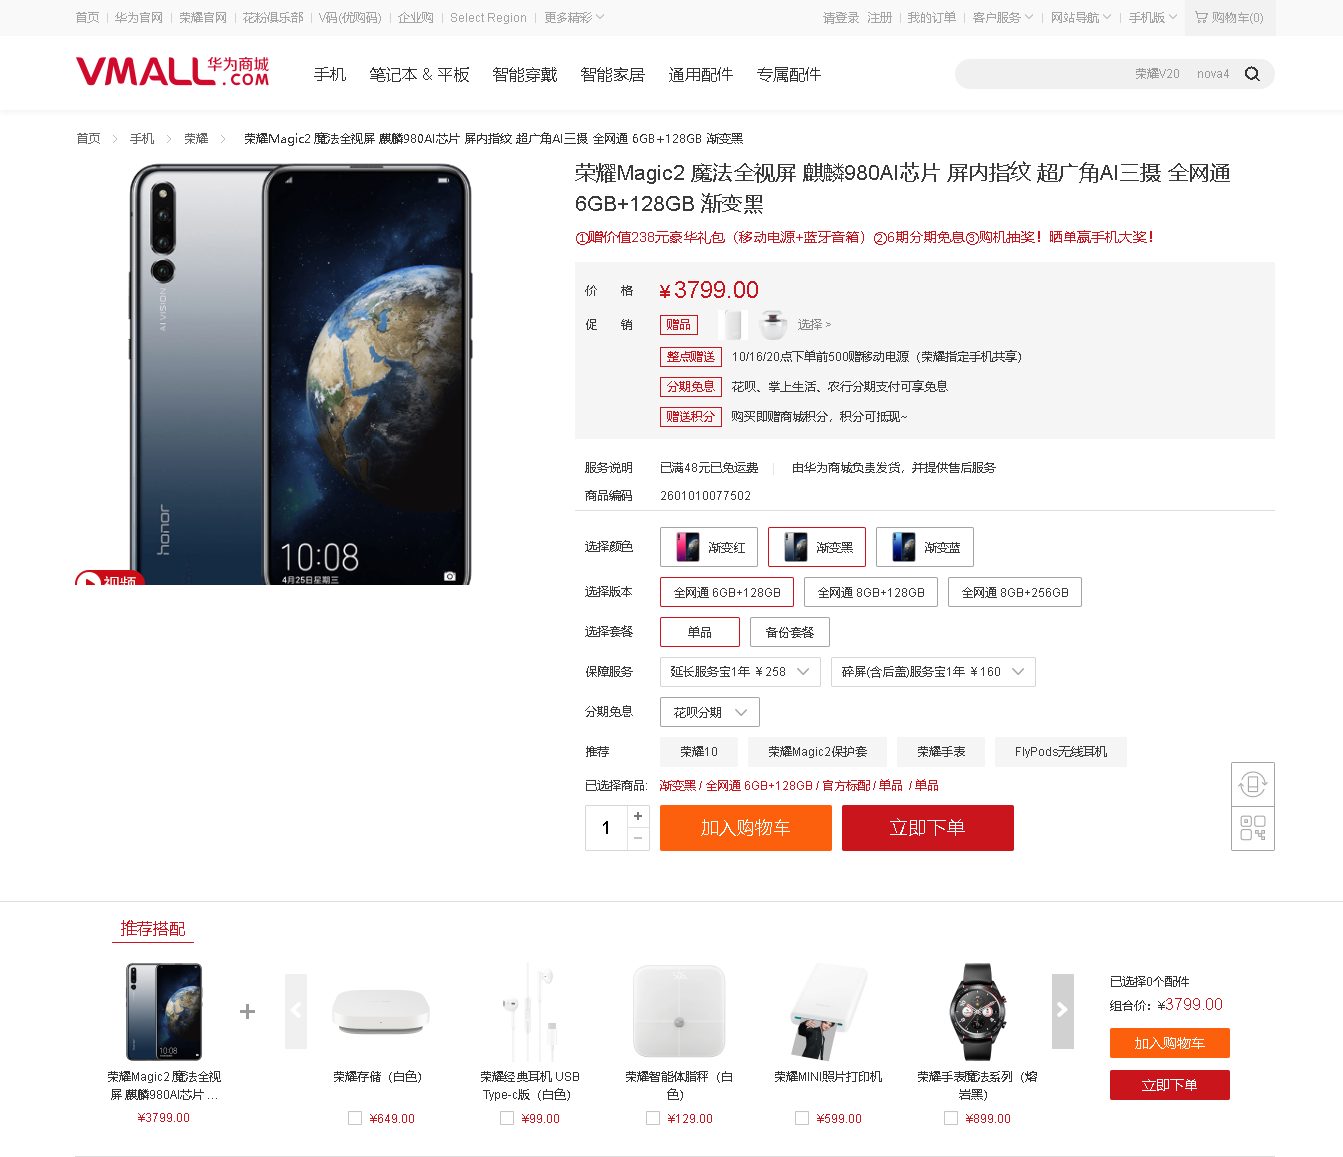 首页 华为官网 荣耀官网 花粉俱乐部 V码(优购码) 企业购 Select Region 更多精彩 请登录 注册 我的订单 客户服务 网站导航 手机版 购物车(0)
VMALL 华为商城 .COM
手机 笔记本 & 平板 智能穿戴 智能家居 通用配件 专属配件 荣耀V20 nova4
首页 > 手机 > 荣耀 > 荣耀Magic2 魔法全视屏 麒麟980AI芯片 屏内指纹 超广角AI三摄 全网通 6GB+128GB 渐变黑
荣耀Magic2 魔法全视屏 麒麟980AI芯片 屏内指纹 超广角AI三摄 全网通
6GB+128GB 渐变黑
①赠价值238元豪华礼包（移动电源+蓝牙音箱）②6期分期免息③购机抽奖！晒单赢手机大奖！
价 格 ¥3799.00
促 销 赠品 选择 >
整点赠送 10/16/20点下单前500赠移动电源（荣耀指定手机共享）
分期免息 花呗、掌上生活、农行分期支付可享免息
赠送积分 购买即赠商城积分，积分可抵现~
AI VISION
honor
10:08
4月25日星期三
视频
服务说明 已满48元已免运费 由华为商城负责发货，并提供售后服务
商品编码 2601010077502
选择颜色 渐变红 渐变黑 渐变蓝
选择版本 全网通 6GB+128GB 全网通 8GB+128GB 全网通 8GB+256GB
选择套餐 单品 备份套餐
保障服务 延长服务宝1年 ¥258 碎屏(含后盖)服务宝1年 ¥160
分期免息 花呗分期
推荐 荣耀10 荣耀Magic2保护套 荣耀手表 FlyPods无线耳机
已选择商品: 渐变黑 / 全网通 6GB+128GB / 官方标配 / 单品 / 单品
1 + − 加入购物车 立即下单
推荐搭配
10:08
荣耀Magic2 魔法全视
屏 麒麟980AI芯片 ...
¥3799.00
+
荣耀存储（白色）
¥649.00
荣耀经典耳机 USB
Type-c版（白色）
¥99.00
荣耀智能体脂秤（白
色）
¥129.00
荣耀MINI照片打印机
¥599.00
荣耀手表魔法系列（熔
岩黑）
¥899.00
已选择0个配件
组合价：¥3799.00
加入购物车
立即下单